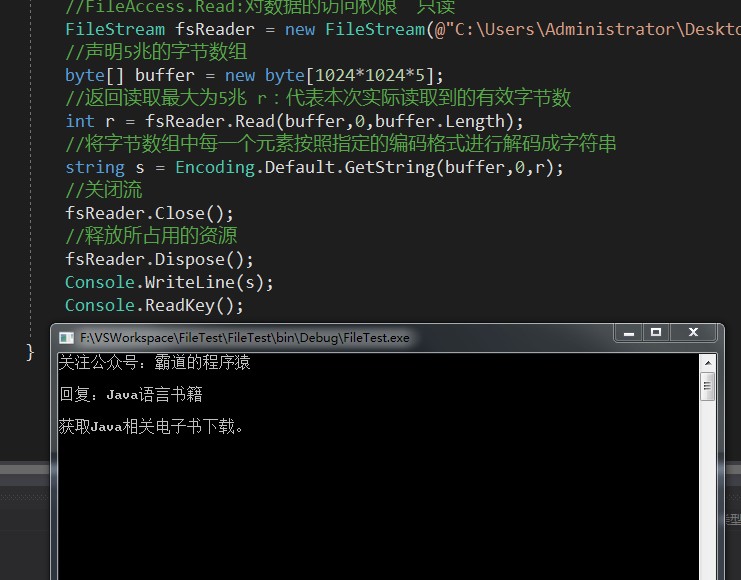 //FileAccess.Read:对数据的访问权限 只读
FileStream fsReader = new FileStream(@"C:\Users\Administrator\Deskto
//声明5兆的字节数组
byte[] buffer = new byte[1024*1024*5];
//返回读取最大为5兆 r：代表本次实际读取到的有效字节数
int r = fsReader.Read(buffer,0,buffer.Length);
//将字节数组中每一个元素按照指定的编码格式进行解码成字符串
string s = Encoding.Default.GetString(buffer,0,r);
//关闭流
fsReader.Close();
//释放所占用的资源
fsReader.Dispose();
Console.WriteLine(s);
Console.ReadKey();
}
F:\VSWorkspace\FileTest\FileTest\bin\Debug\FileTest.exe
关注公众号：霸道的程序猿
回复：Java语言书籍
获取Java相关电子书下载。